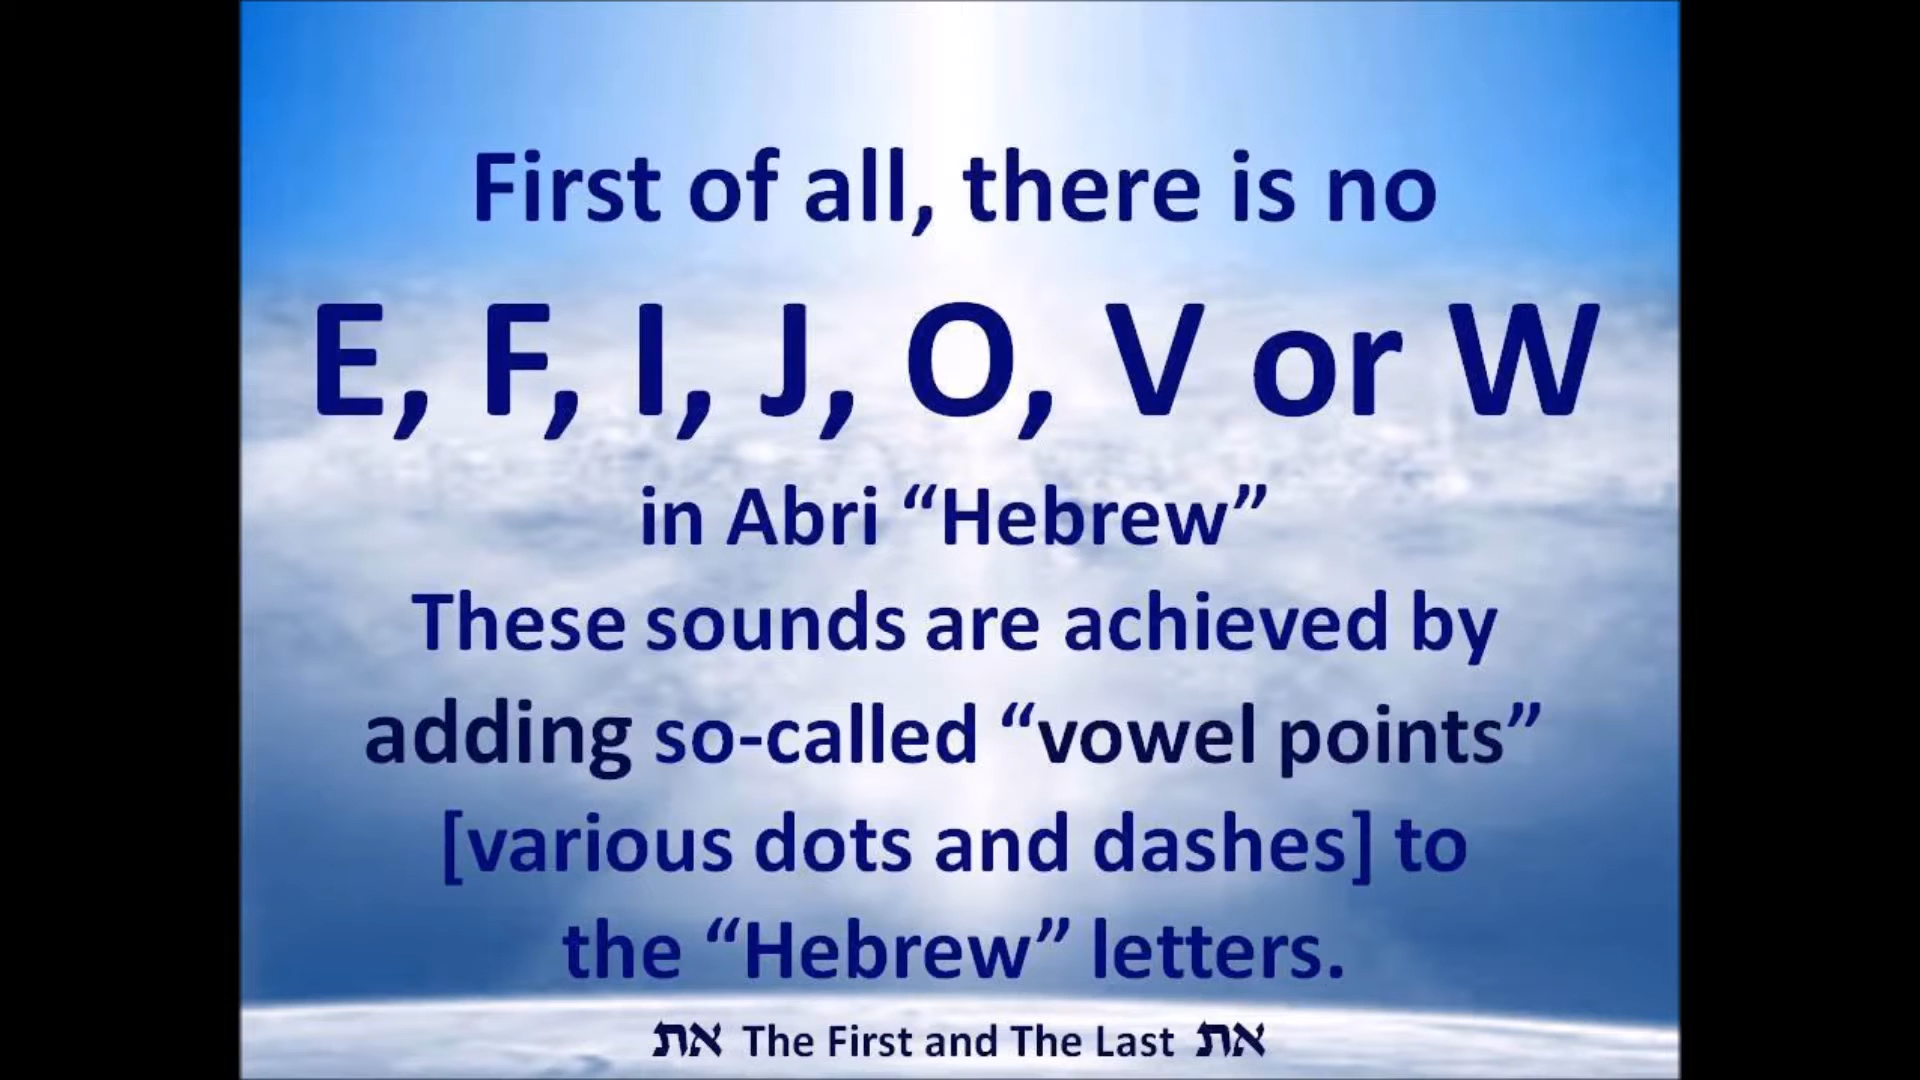 First of all, there is no
E, F, I, J, O, V or W
in Abri “Hebrew”
These sounds are achieved by
adding so-called “vowel points”
[various dots and dashes] to
the “Hebrew” letters.
את The First and The Last את